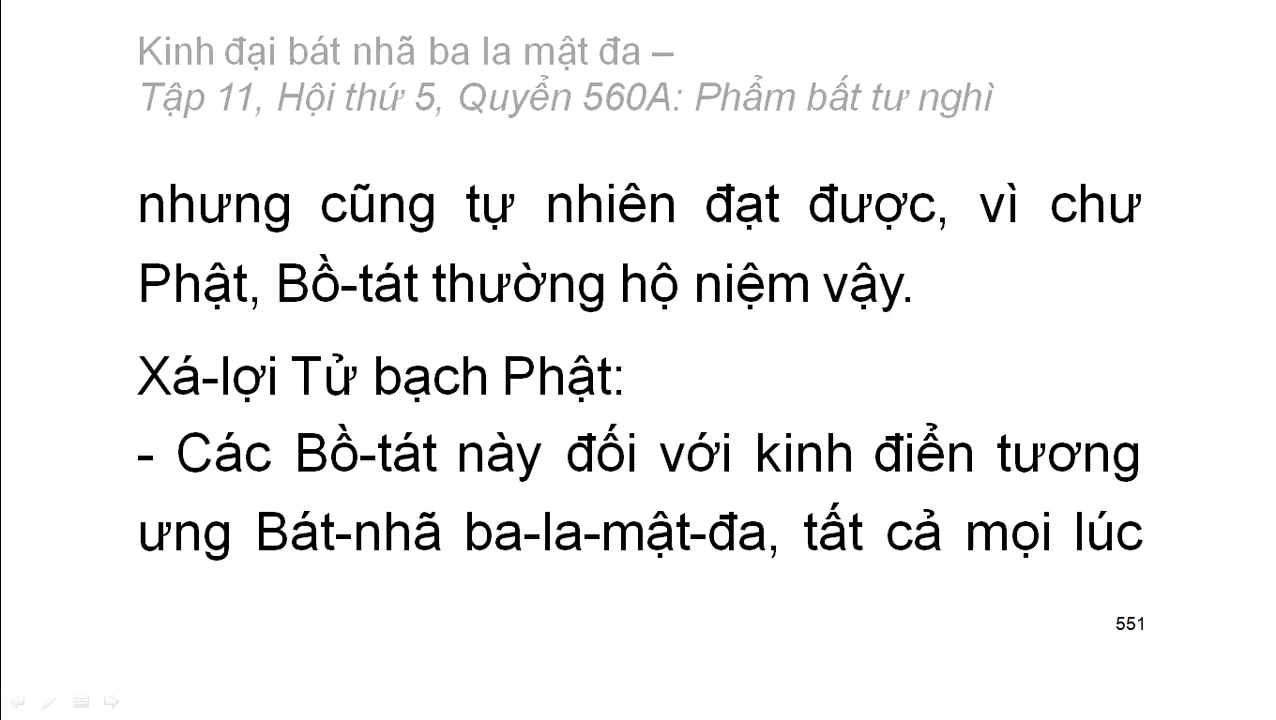 Kinh đại bát nhã ba la mật đa –
Tập 11, Hội thứ 5, Quyển 560A: Phẩm bất tư nghì
nhưng cũng tự nhiên đạt được, vì chư
Phật, Bồ-tát thường hộ niệm vậy.
Xá-lợi Tử bạch Phật:
- Các Bồ-tát này đối với kinh điển tương
ưng Bát-nhã ba-la-mật-đa, tất cả mọi lúc
551